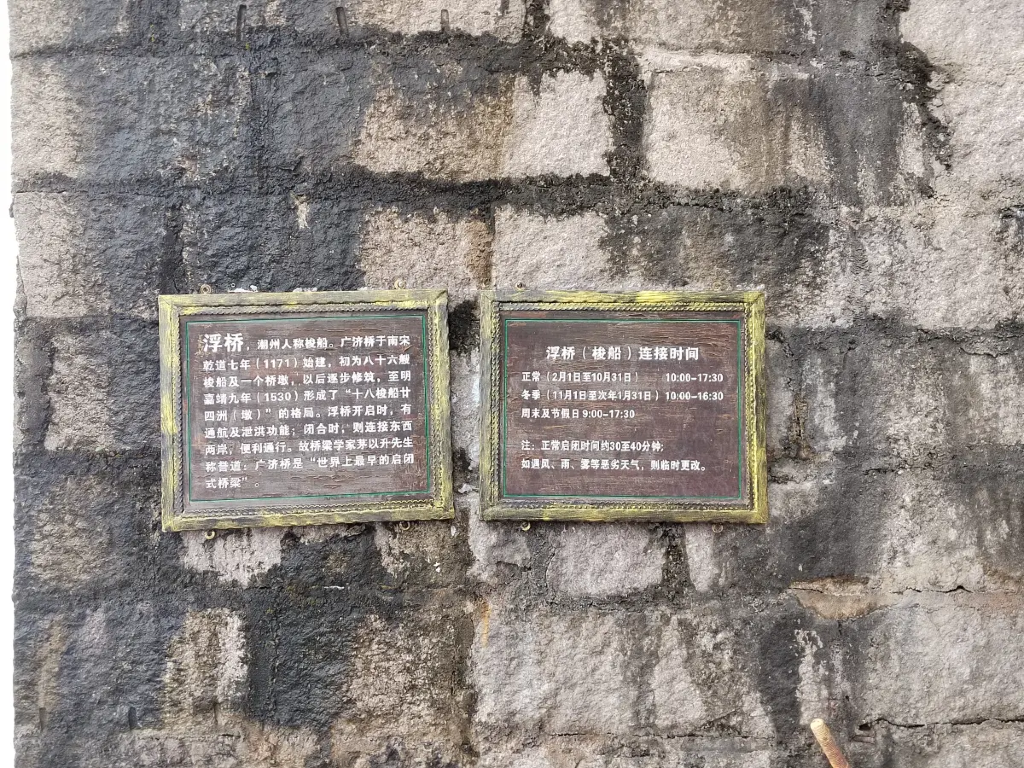 浮桥，潮州人称梭船。广济桥于南宋
乾道七年（1171）始建，初为八十六艘
梭船及一个桥墩，以后逐步修筑，至明
嘉靖九年（1530）形成了“十八梭船廿
四洲（墩）”的格局。浮桥开启时，有
通航及泄洪功能；闭合时，则连接东西
两岸，便利通行。故桥梁学家茅以升先生
称誉道：广济桥是“世界上最早的启闭
式桥梁”。
浮桥（梭船）连接时间
正常（2月1日至10月31日） 10:00-17:30
冬季（11月1日至次年1月31日）10:00-16:30
周末及节假日 9:00-17:30
注：正常启闭时间约30至40分钟；
如遇风、雨、雾等恶劣天气，则临时更改。